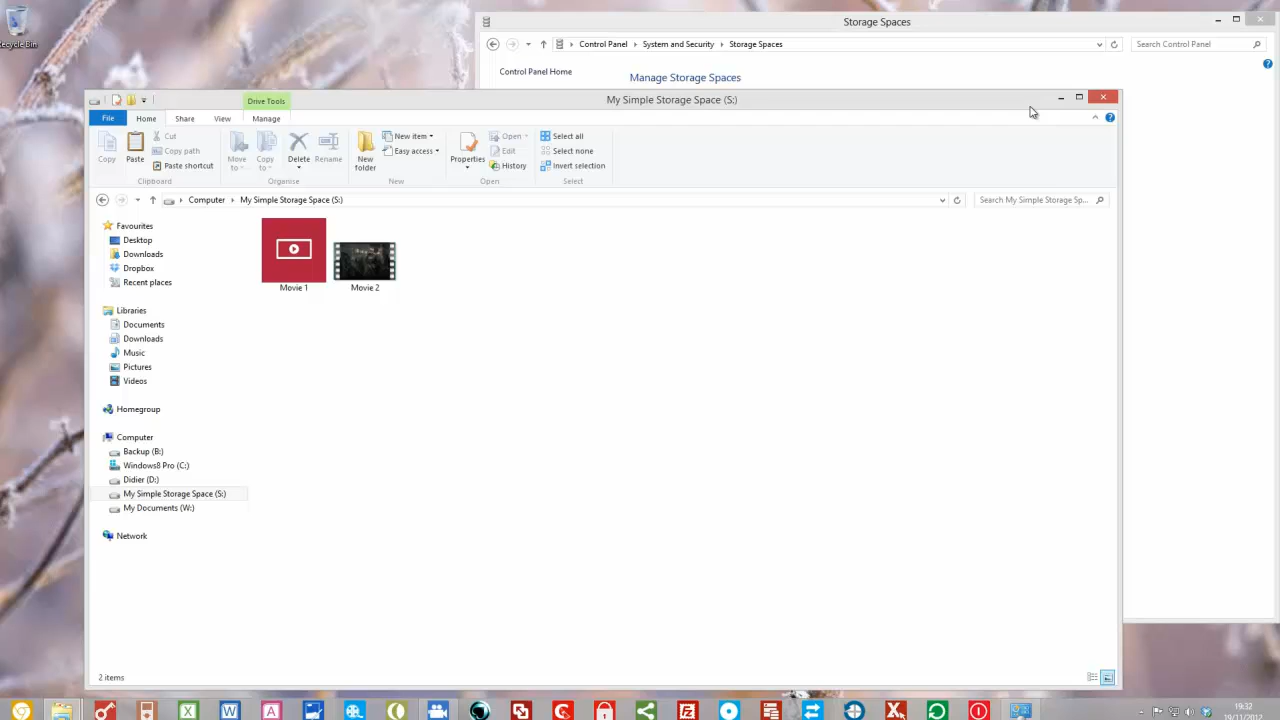 Recycle Bin
Storage Spaces
Control Panel
System and Security
Storage Spaces
Search Control Panel
Control Panel Home
Manage Storage Spaces
Drive Tools
My Simple Storage Space (S:)
File
Home
Share
View
Manage
Copy
Paste
Cut
Copy path
Paste shortcut
Clipboard
Move to
Copy to
Delete
Rename
Organise
New folder
New item
Easy access
New
Properties
Open
Edit
History
Open
Select all
Select none
Invert selection
Select
Computer
My Simple Storage Space (S:)
Search My Simple Storage Sp...
Favourites
Desktop
Downloads
Dropbox
Recent places
Libraries
Documents
Downloads
Music
Pictures
Videos
Homegroup
Computer
Backup (B:)
Windows8 Pro (C:)
Didier (D:)
My Simple Storage Space (S:)
My Documents (W:)
Network
Movie 1
Movie 2
2 items
19:32
19/11/2012